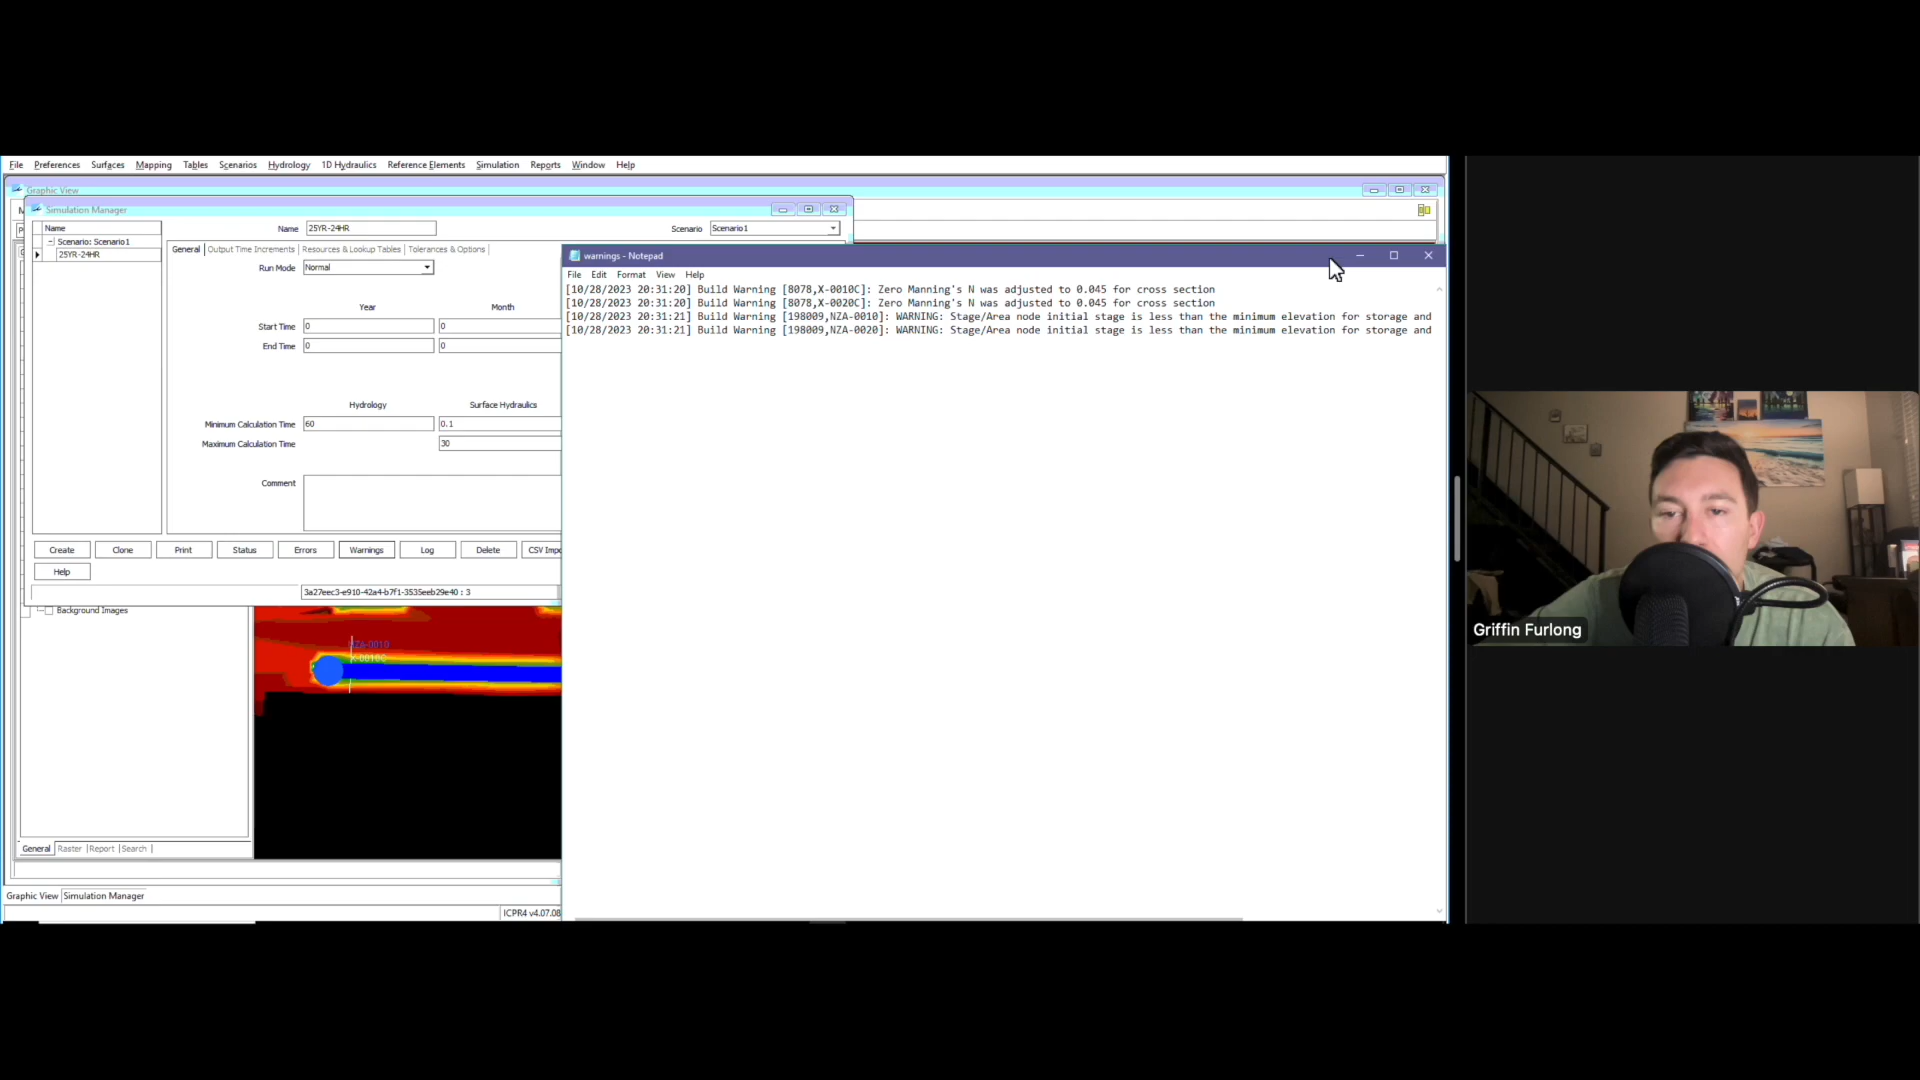 File Preferences Surfaces Mapping Tables Scenarios Hydrology 1D Hydraulics Reference Elements Simulation Reports Window Help
Graphic View
Simulation Manager
Name
Scenario: Scenario1
25YR-24HR
Name 25YR-24HR Scenario Scenario1
General Output Time Increments Resources & Lookup Tables Tolerances & Options
Run Mode Normal
Year Month
Start Time 0 0
End Time 0 0
Hydrology Surface Hydraulics
Minimum Calculation Time 60 0.1
Maximum Calculation Time 30
Comment
Create Clone Print Status Errors Warnings Log Delete CSV Impo
Help
3a27eec3-e910-42a4-b7f1-3535eeb29e40 : 3
warnings - Notepad
File Edit Format View Help
[10/28/2023 20:31:20] Build Warning [8078,X-0010C]: Zero Manning's N was adjusted to 0.045 for cross section
[10/28/2023 20:31:20] Build Warning [8078,X-0020C]: Zero Manning's N was adjusted to 0.045 for cross section
[10/28/2023 20:31:21] Build Warning [198009,NZA-0010]: WARNING: Stage/Area node initial stage is less than the minimum elevation for storage and
[10/28/2023 20:31:21] Build Warning [198009,NZA-0020]: WARNING: Stage/Area node initial stage is less than the minimum elevation for storage and
Background Images
NZA-0010
X-0010C
General Raster Report Search
Graphic View Simulation Manager
ICPR4 v4.07.08
Griffin Furlong